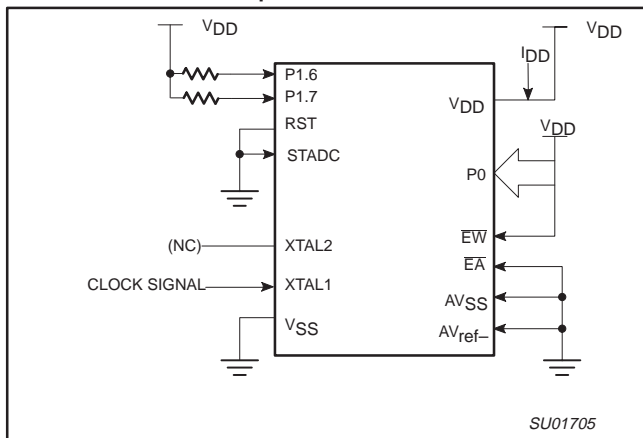 VDD
P1.6
P1.7
RST
STADC
(NC)
XTAL2
CLOCK SIGNAL
XTAL1
VSS
VDD
IDD
VDD
VDD
P0
EW
EA
AVSS
AVref–
SU01705